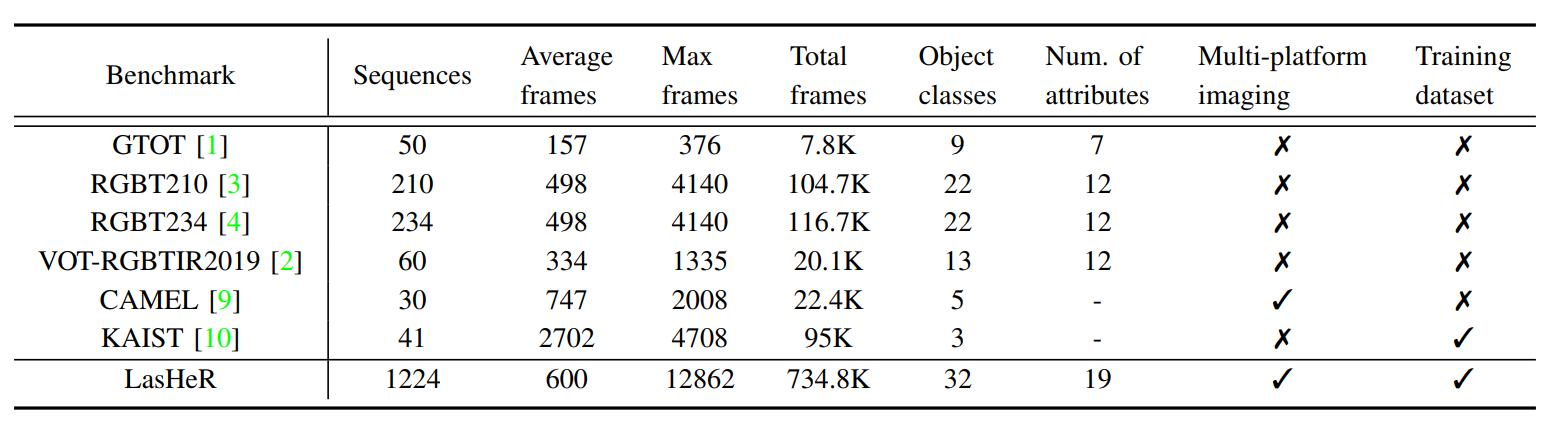 Benchmark Sequences Average frames Max frames Total frames Object classes Num. of attributes Multi-platform imaging Training dataset
GTOT [1] 50 157 376 7.8K 9 7 ✗ ✗
RGBT210 [3] 210 498 4140 104.7K 22 12 ✗ ✗
RGBT234 [4] 234 498 4140 116.7K 22 12 ✗ ✗
VOT-RGBTIR2019 [2] 60 334 1335 20.1K 13 12 ✗ ✗
CAMEL [9] 30 747 2008 22.4K 5 - ✓ ✗
KAIST [10] 41 2702 4708 95K 3 - ✗ ✓
LasHeR 1224 600 12862 734.8K 32 19 ✓ ✓